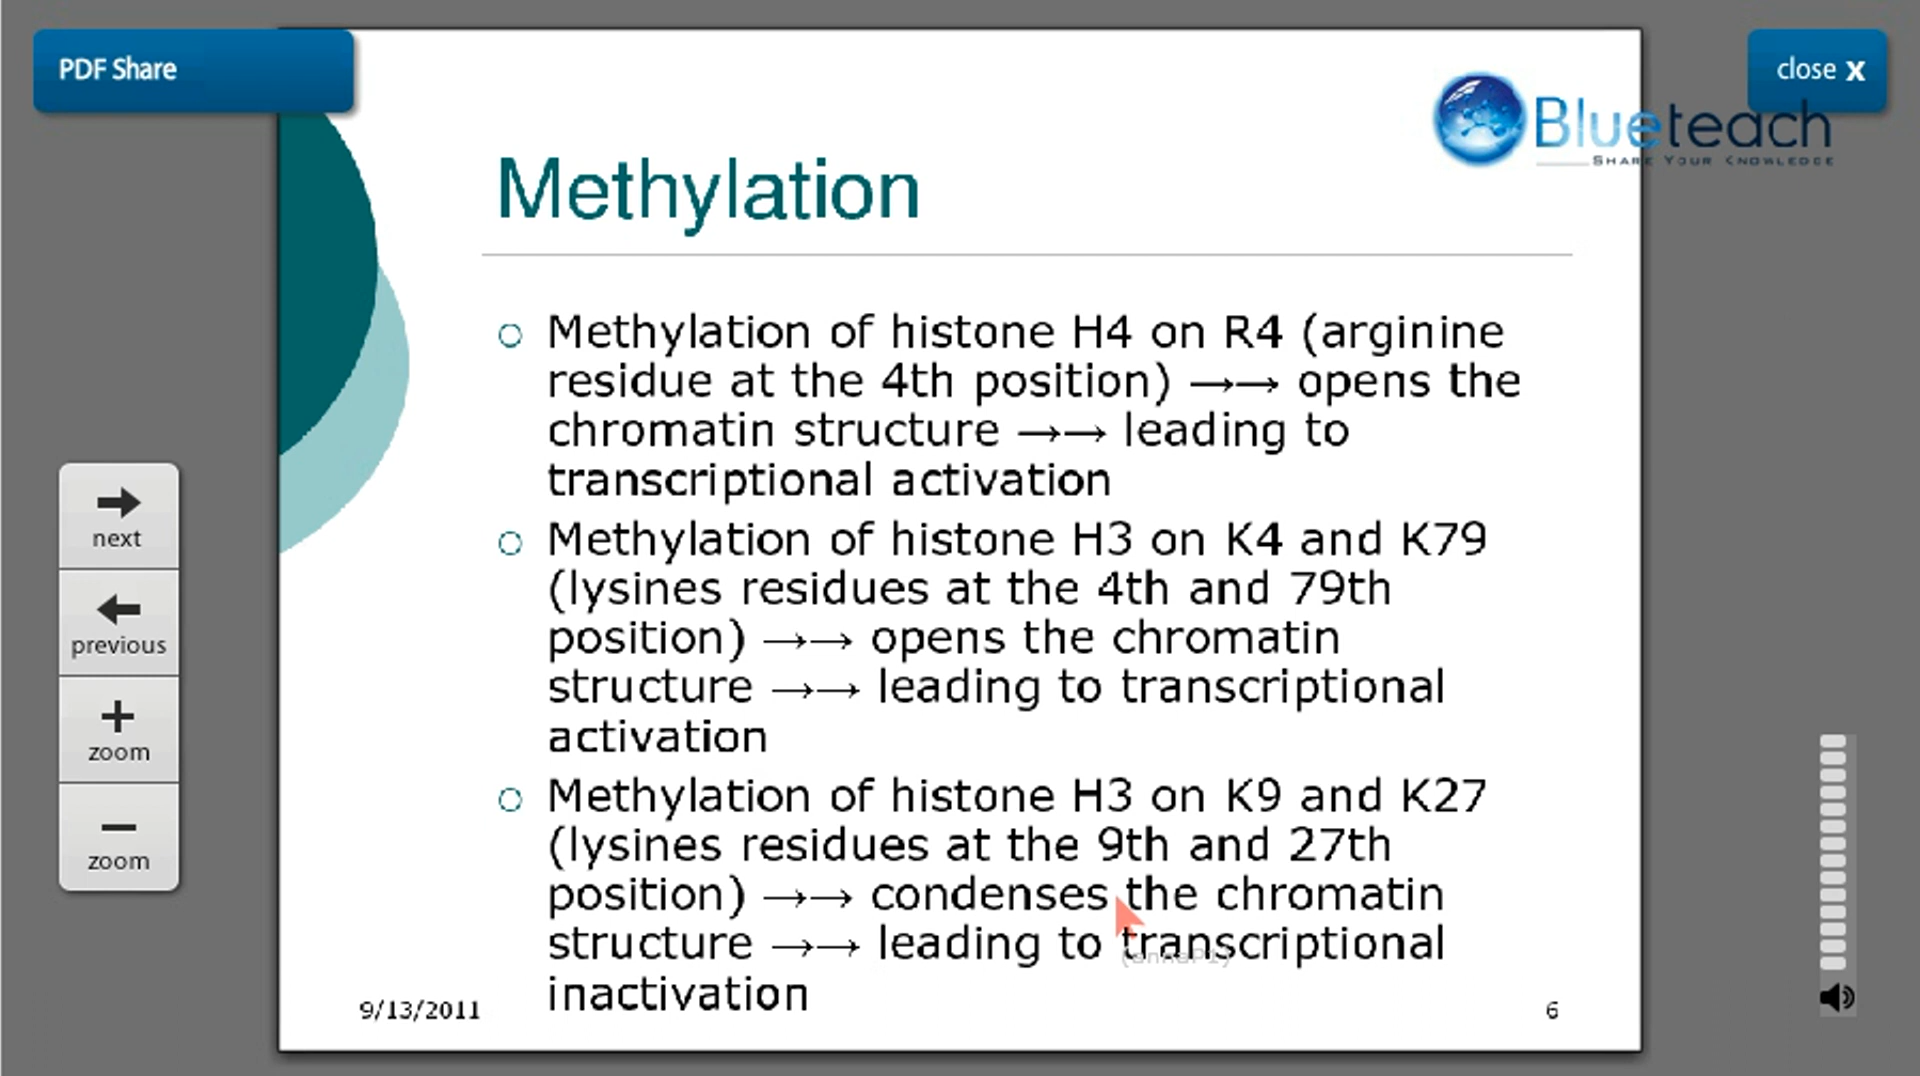 PDF Share
close X
Blueteach
SHARE YOUR KNOWLEDGE
Methylation
Methylation of histone H4 on R4 (arginine
residue at the 4th position) →→ opens the
chromatin structure →→ leading to
transcriptional activation
Methylation of histone H3 on K4 and K79
(lysines residues at the 4th and 79th
position) →→ opens the chromatin
structure →→ leading to transcriptional
activation
Methylation of histone H3 on K9 and K27
(lysines residues at the 9th and 27th
position) →→ condenses the chromatin
structure →→ leading to transcriptional
inactivation
next
previous
zoom
zoom
9/13/2011
6